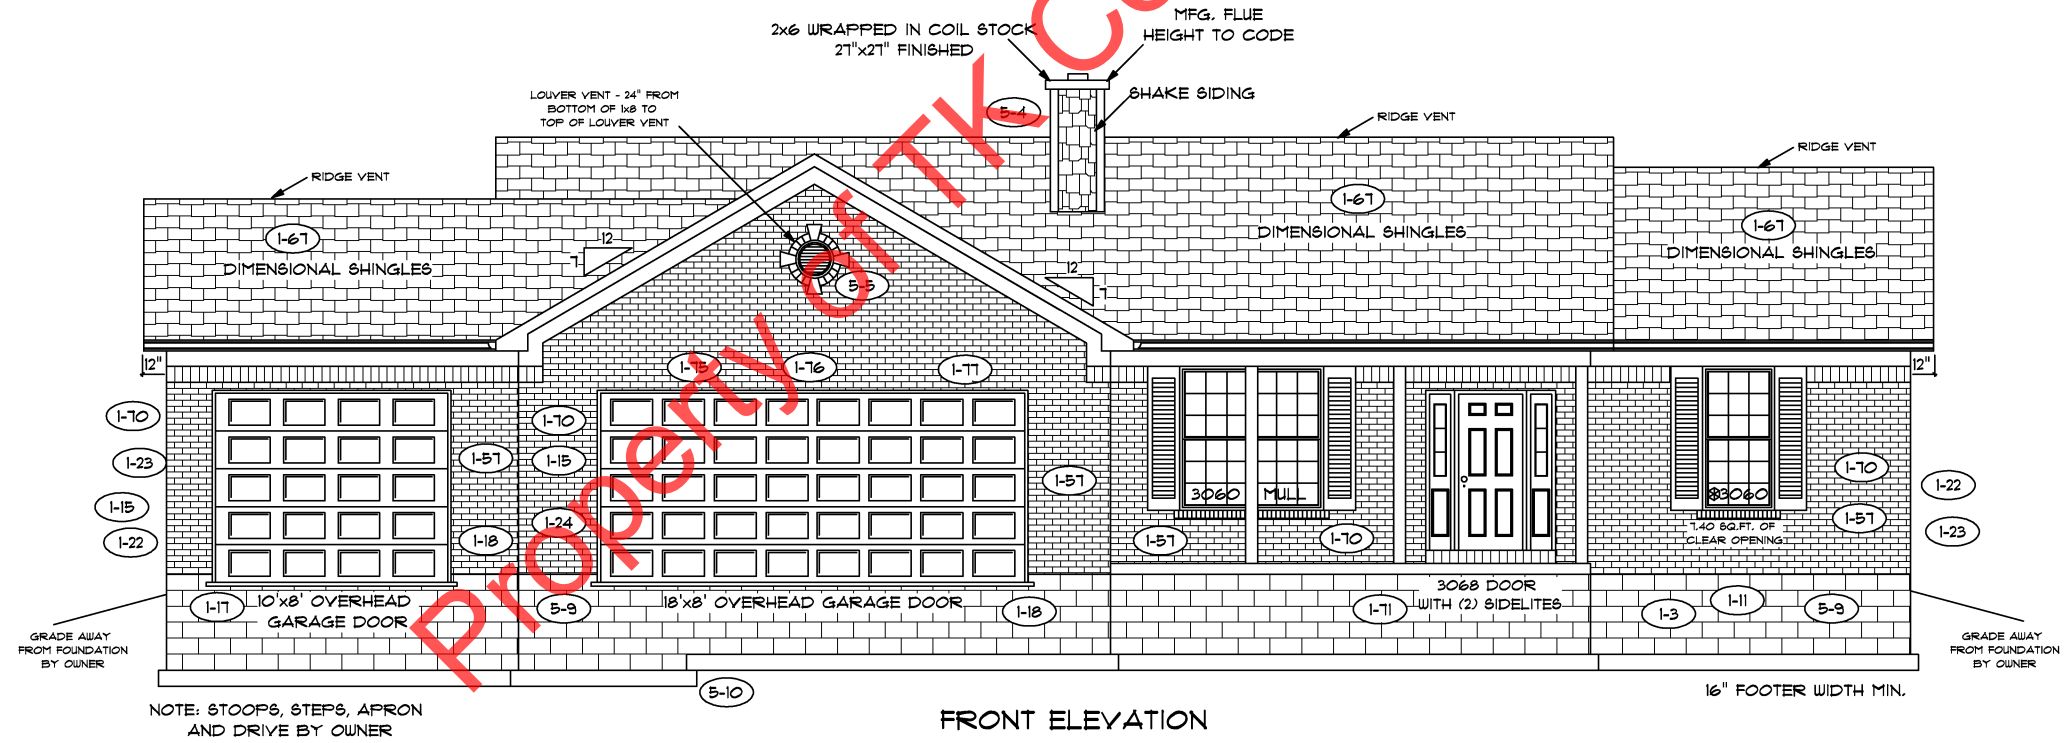 2x6 WRAPPED IN COIL STOCK
27"x27" FINISHED
MFG. FLUE
HEIGHT TO CODE
LOUVER VENT - 24" FROM
BOTTOM OF 1x8 TO
TOP OF LOUVER VENT
5-4
SHAKE SIDING
RIDGE VENT
RIDGE VENT
RIDGE VENT
1-67
DIMENSIONAL SHINGLES
12
7
5-5
12
7
1-67
DIMENSIONAL SHINGLES
1-67
DIMENSIONAL SHINGLES
12"
12"
1-75
1-76
1-77
1-70
1-23
1-15
1-22
1-57
1-18
1-70
1-15
1-24
1-57
3060
MULL
1-57
1-70
3060
7.40 SQ.FT. OF
CLEAR OPENING
1-70
1-57
1-22
1-23
1-17
10'x8' OVERHEAD
GARAGE DOOR
5-9
18'x8' OVERHEAD GARAGE DOOR
1-18
3068 DOOR
WITH (2) SIDELITES
1-71
1-3
1-11
5-9
GRADE AWAY
FROM FOUNDATION
BY OWNER
GRADE AWAY
FROM FOUNDATION
BY OWNER
5-10
16" FOOTER WIDTH MIN.
NOTE: STOOPS, STEPS, APRON
AND DRIVE BY OWNER
FRONT ELEVATION
Property of TK